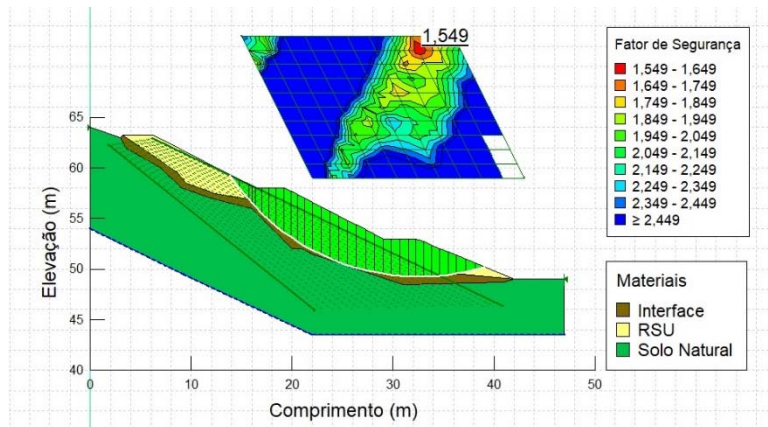 1,549
Fator de Segurança
1,549 - 1,649
1,649 - 1,749
1,749 - 1,849
1,849 - 1,949
1,949 - 2,049
2,049 - 2,149
2,149 - 2,249
2,249 - 2,349
2,349 - 2,449
≥ 2,449
Materiais
Interface
RSU
Solo Natural
Elevação (m)
65
60
55
50
45
40
0
10
20
30
40
50
Comprimento (m)